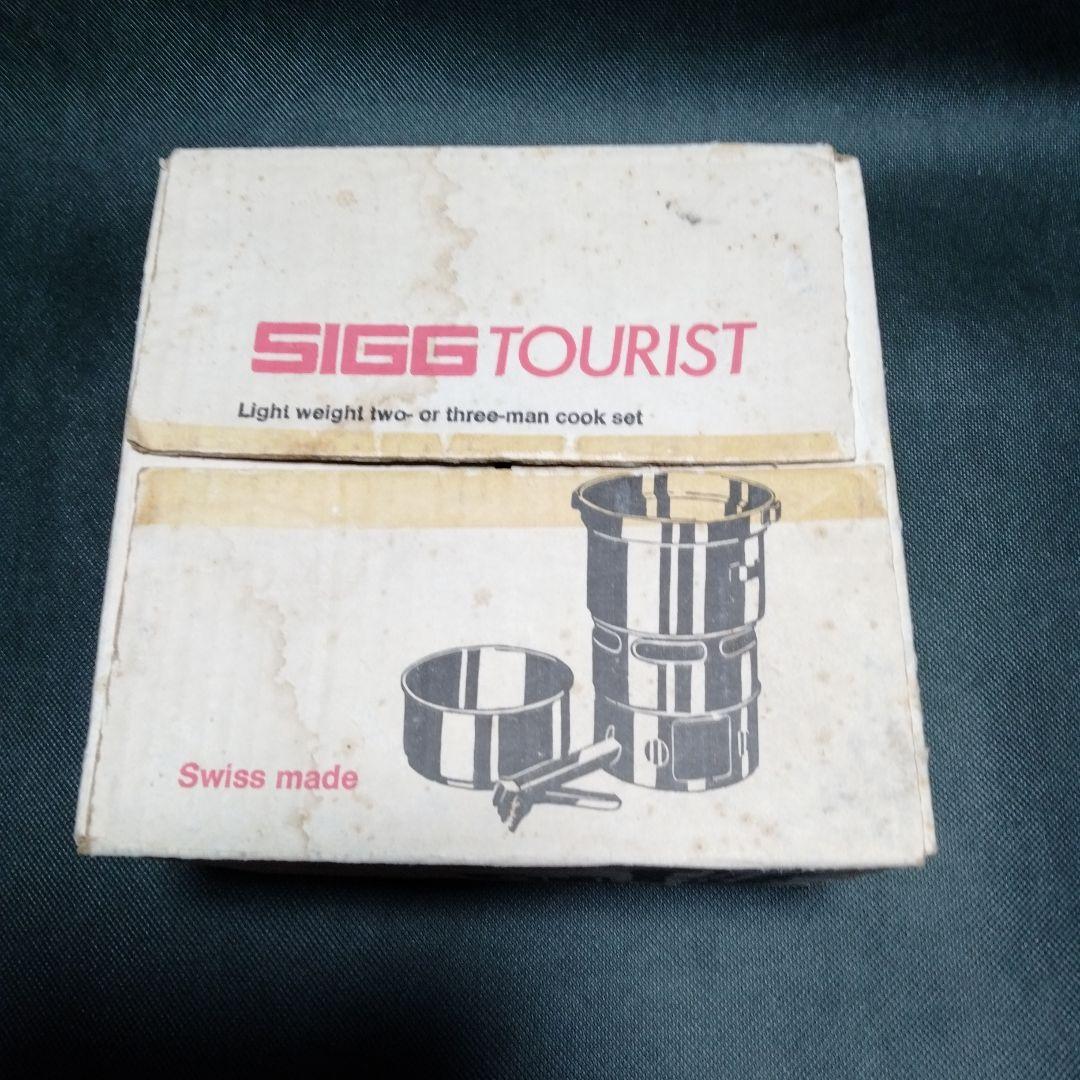 SIGG TOURIST
Light weight two- or three-man cook set
Swiss made